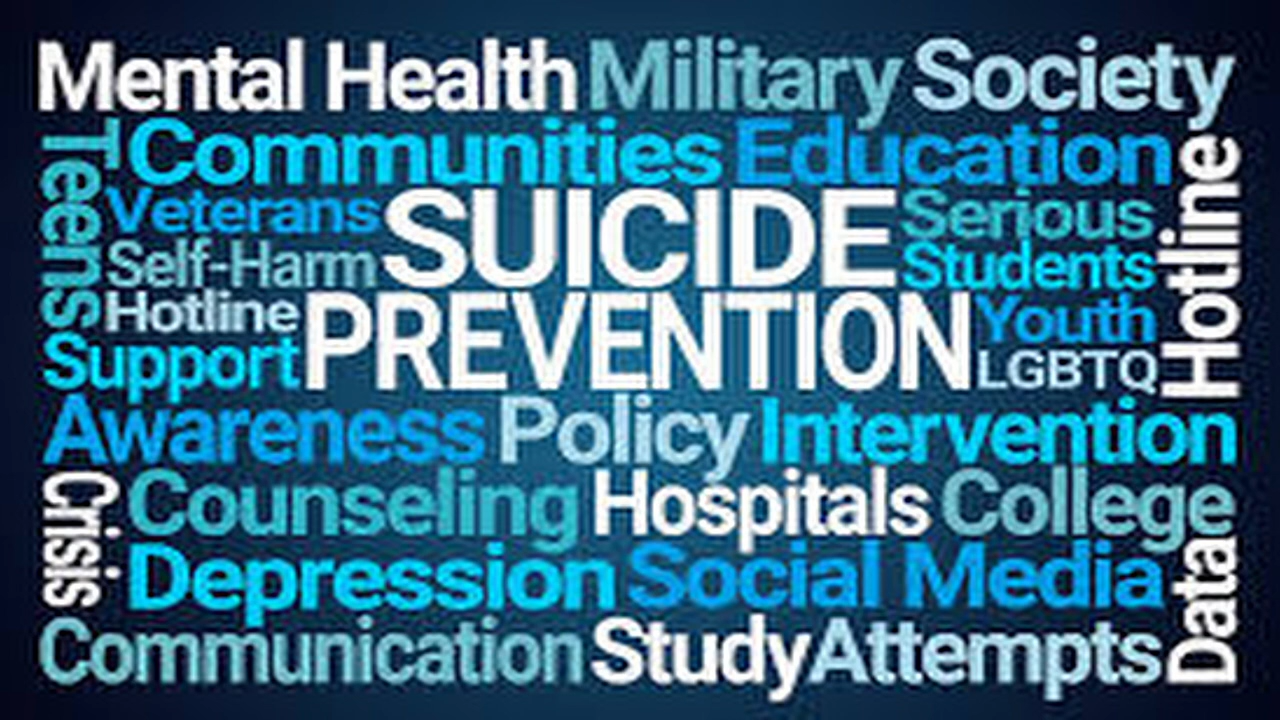 Mental Health Military Society
Teens
Communities Education
Hotline
Veterans SUICIDE Serious
Self-Harm Students
Hotline PREVENTION Youth
Support LGBTQ
Awareness Policy Intervention
Crisis
Counseling Hospitals College
Depression Social Media
Data
Communication Study Attempts